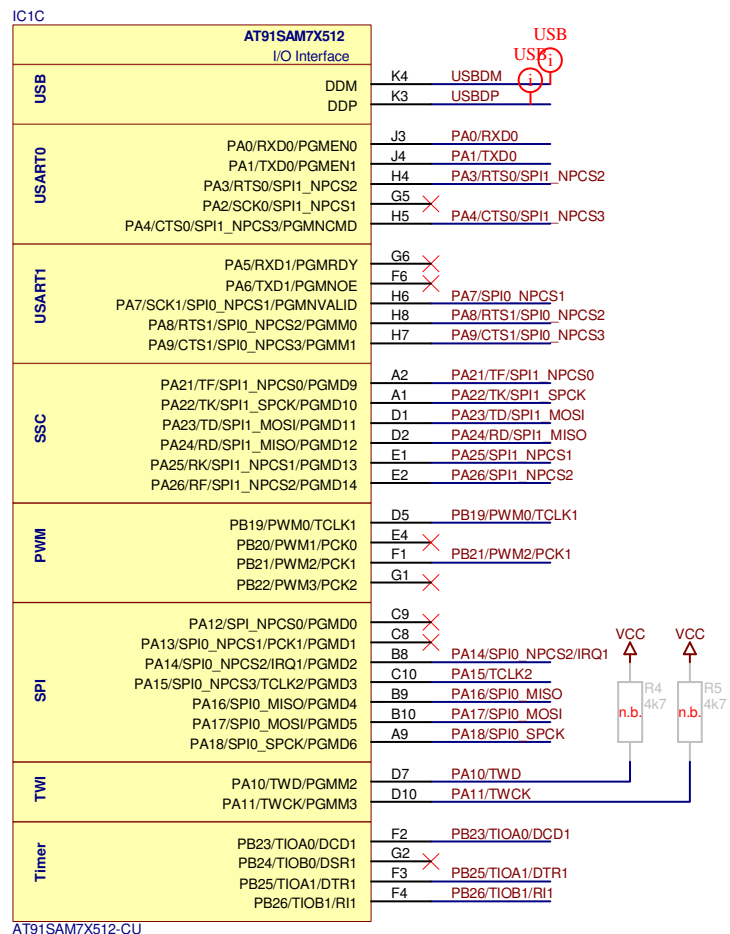 IC1C
AT91SAM7X512
I/O Interface
USB
USB
USB
i
i
DDM K4 USBDM
DDP K3 USBDP
USART0
PA0/RXD0/PGMEN0 J3 PA0/RXD0
PA1/TXD0/PGMEN1 J4 PA1/TXD0
PA3/RTS0/SPI1_NPCS2 H4 PA3/RTS0/SPI1_NPCS2
PA2/SCK0/SPI1_NPCS1 G5
PA4/CTS0/SPI1_NPCS3/PGMNCMD H5 PA4/CTS0/SPI1_NPCS3
USART1
PA5/RXD1/PGMRDY G6
PA6/TXD1/PGMNOE F6
PA7/SCK1/SPI0_NPCS1/PGMNVALID H6 PA7/SPI0_NPCS1
PA8/RTS1/SPI0_NPCS2/PGMM0 H8 PA8/RTS1/SPI0_NPCS2
PA9/CTS1/SPI0_NPCS3/PGMM1 H7 PA9/CTS1/SPI0_NPCS3
SSC
PA21/TF/SPI1_NPCS0/PGMD9 A2 PA21/TF/SPI1_NPCS0
PA22/TK/SPI1_SPCK/PGMD10 A1 PA22/TK/SPI1_SPCK
PA23/TD/SPI1_MOSI/PGMD11 D1 PA23/TD/SPI1_MOSI
PA24/RD/SPI1_MISO/PGMD12 D2 PA24/RD/SPI1_MISO
PA25/RK/SPI1_NPCS1/PGMD13 E1 PA25/SPI1_NPCS1
PA26/RF/SPI1_NPCS2/PGMD14 E2 PA26/SPI1_NPCS2
PWM
PB19/PWM0/TCLK1 D5 PB19/PWM0/TCLK1
PB20/PWM1/PCK0 E4
PB21/PWM2/PCK1 F1 PB21/PWM2/PCK1
PB22/PWM3/PCK2 G1
SPI
PA12/SPI_NPCS0/PGMD0 C9
PA13/SPI0_NPCS1/PCK1/PGMD1 C8
PA14/SPI0_NPCS2/IRQ1/PGMD2 B8 PA14/SPI0_NPCS2/IRQ1
PA15/SPI0_NPCS3/TCLK2/PGMD3 C10 PA15/TCLK2
PA16/SPI0_MISO/PGMD4 B9 PA16/SPI0_MISO
PA17/SPI0_MOSI/PGMD5 B10 PA17/SPI0_MOSI
PA18/SPI0_SPCK/PGMD6 A9 PA18/SPI0_SPCK
VCC VCC
R4 R5
4k7 4k7
n.b. n.b.
TWI
PA10/TWD/PGMM2 D7 PA10/TWD
PA11/TWCK/PGMM3 D10 PA11/TWCK
Timer
PB23/TIOA0/DCD1 F2 PB23/TIOA0/DCD1
PB24/TIOB0/DSR1 G2
PB25/TIOA1/DTR1 F3 PB25/TIOA1/DTR1
PB26/TIOB1/RI1 F4 PB26/TIOB1/RI1
AT91SAM7X512-CU